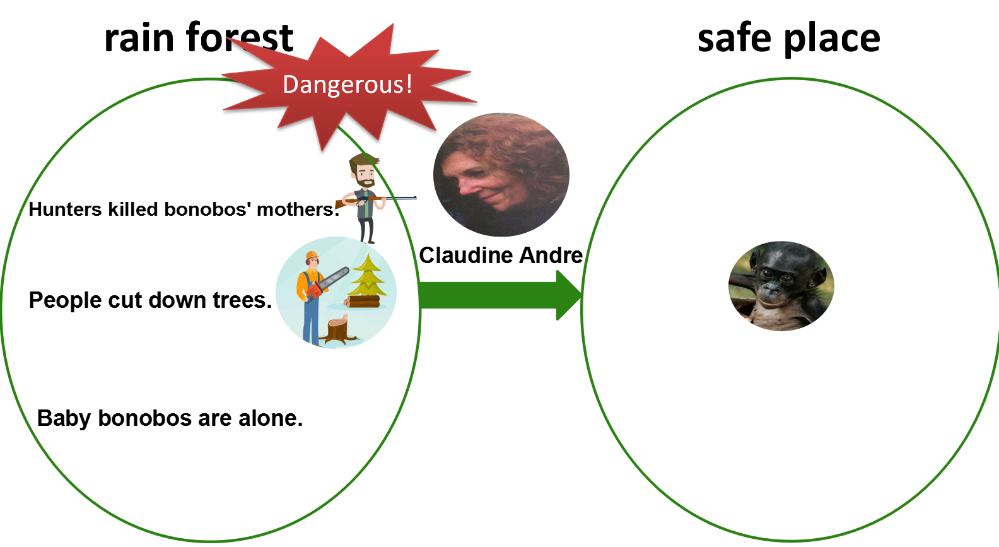 rain forest
safe place
Dangerous!
Hunters killed bonobos' mothers.
Claudine Andre
People cut down trees.
Baby bonobos are alone.